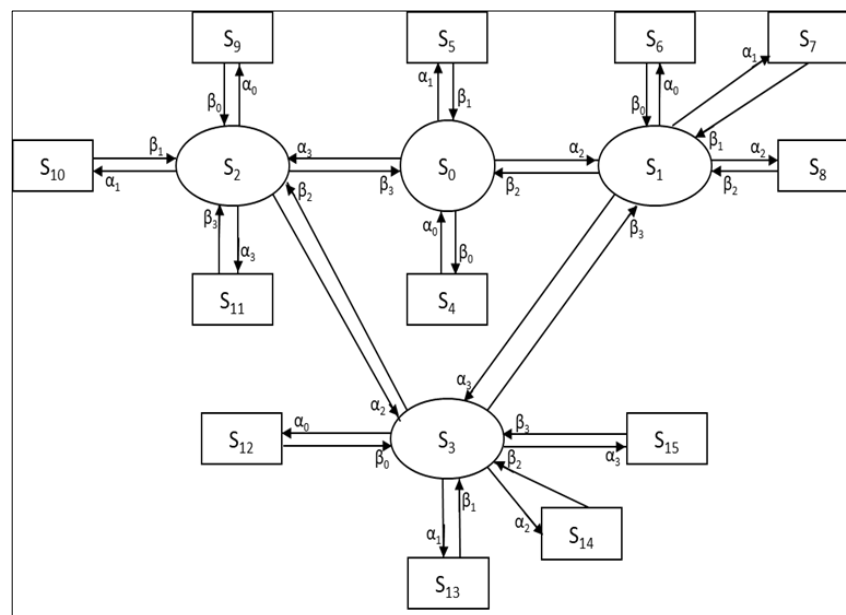 S₉ S₅ S₆ S₇
β₀ α₀ α₁ β₁ β₀ α₀ α₁
S₁₀ β₁ α₁ S₂ α₃ β₃ S₀ α₂ β₂ S₁ β₁ α₂ β₂ S₈
β₃ α₃ β₂ α₀ β₀ β₃
S₁₁ S₄
α₂ α₃
S₁₂ α₀ β₀ S₃ β₃ α₃ S₁₅
β₂
α₁ β₁ α₂ S₁₄
S₁₃